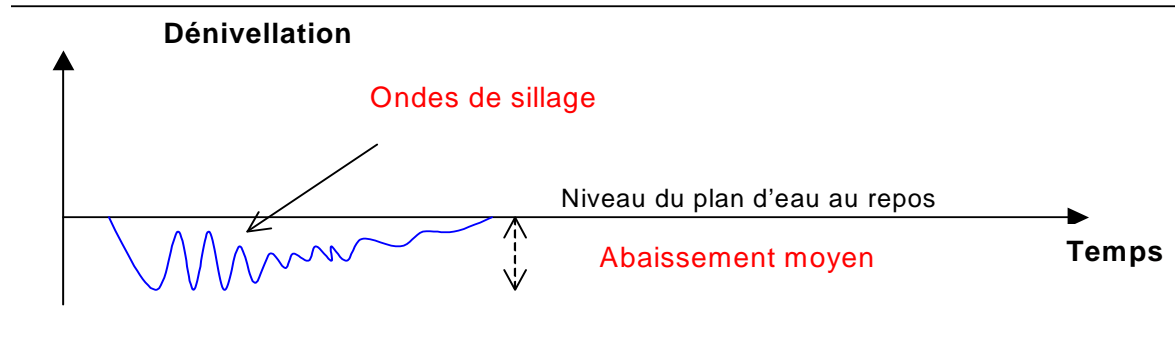 Dénivellation
Ondes de sillage
Niveau du plan d'eau au repos
Abaissement moyen
Temps